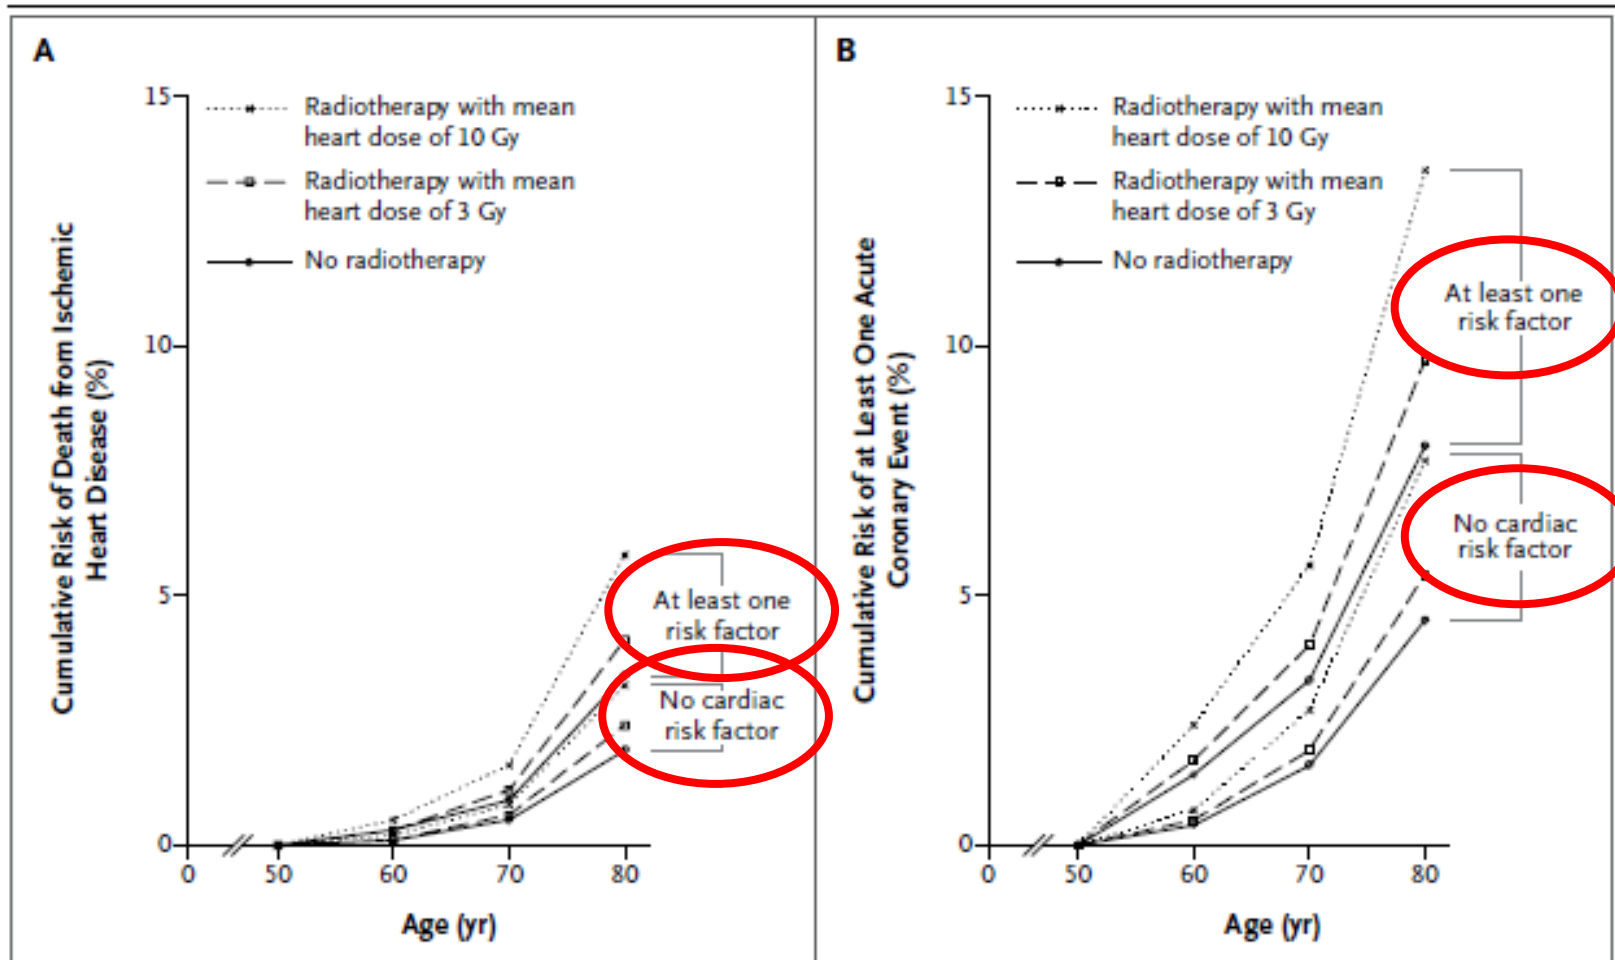 A
15
Radiotherapy with mean
heart dose of 10 Gy
Radiotherapy with mean
heart dose of 3 Gy
No radiotherapy
10
5
0
Cumulative Risk of Death from Ischemic
Heart Disease (%)
At least one
risk factor
No cardiac
risk factor
0 50 60 70 80
Age (yr)
B
15
Radiotherapy with mean
heart dose of 10 Gy
Radiotherapy with mean
heart dose of 3 Gy
No radiotherapy
10
5
0
Cumulative Risk of at Least One Acute
Coronary Event (%)
At least one
risk factor
No cardiac
risk factor
0 50 60 70 80
Age (yr)